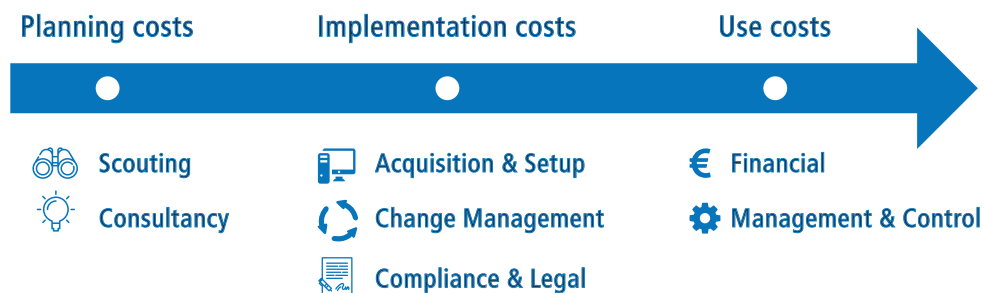 Planning costs
Implementation costs
Use costs
Scouting
Consultancy
Acquisition & Setup
Change Management
Compliance & Legal
€ Financial
Management & Control